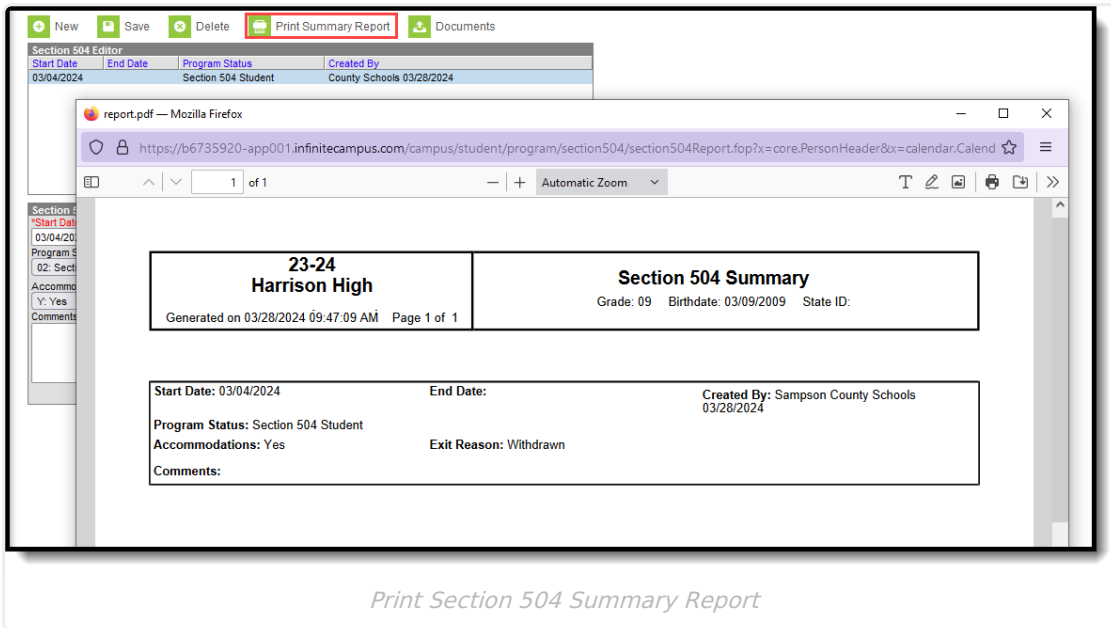 New Save Delete Print Summary Report Documents
Section 504 Editor
Start Date End Date Program Status Created By
03/04/2024 Section 504 Student County Schools 03/28/2024
report.pdf — Mozilla Firefox
https://b6735920-app001.infinitecampus.com/campus/student/program/section504/section504Report.fop?x=core.PersonHeader&x=calendar.Calend
1 of 1 Automatic Zoom
Section
*Start Dat
03/04/20
Program S
02: Secti
Accommo
Y: Yes
Comments
23-24
Harrison High
Generated on 03/28/2024 09:47:09 AM Page 1 of 1
Section 504 Summary
Grade: 09 Birthdate: 03/09/2009 State ID:
Start Date: 03/04/2024 End Date: Created By: Sampson County Schools
03/28/2024
Program Status: Section 504 Student
Accommodations: Yes Exit Reason: Withdrawn
Comments:
Print Section 504 Summary Report